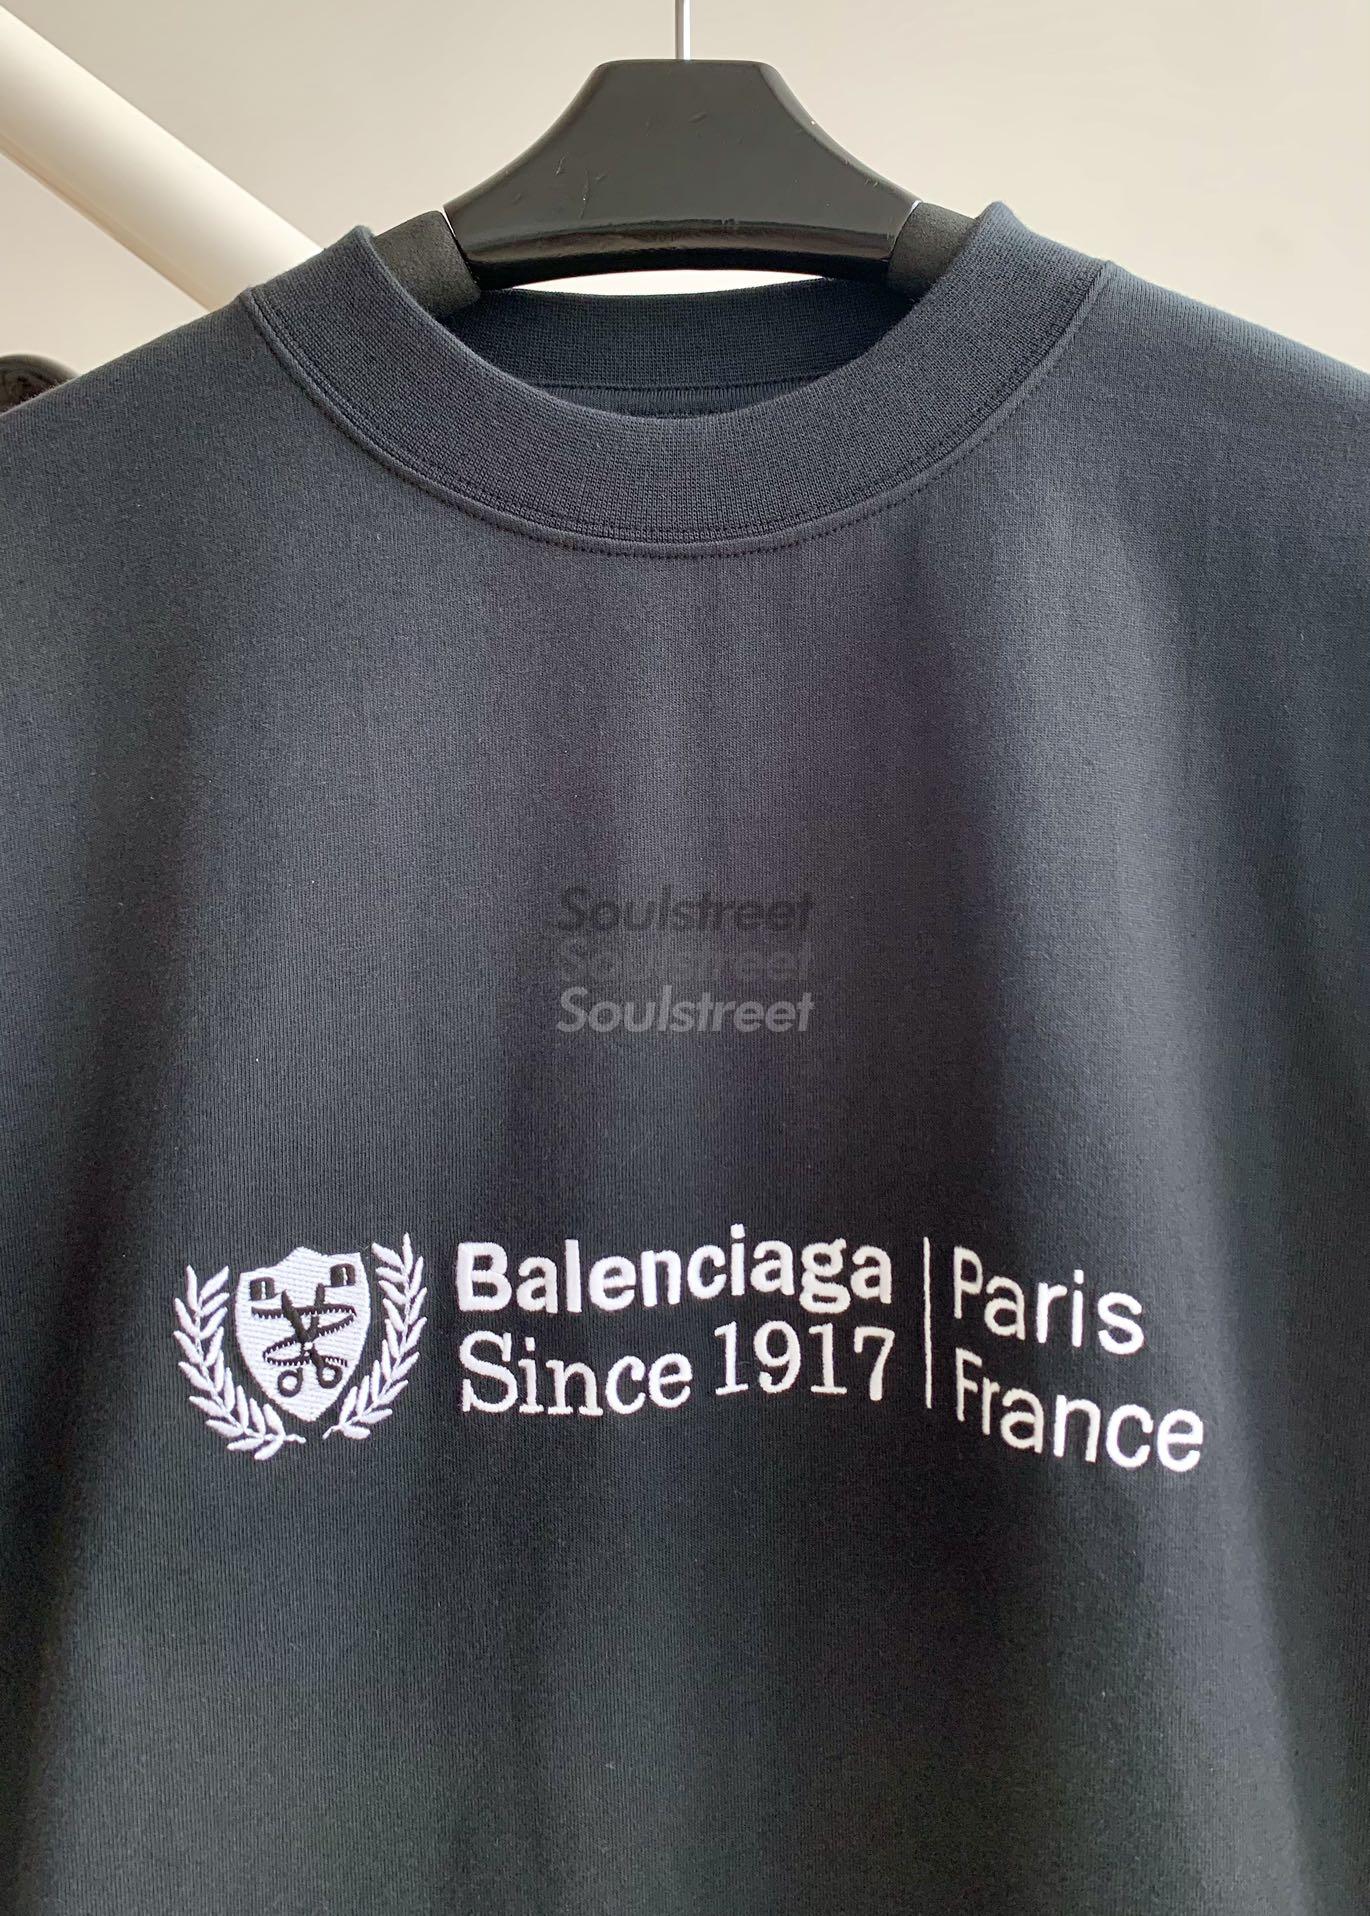 Soulstreet
Soulstreet
Soulstreet
Balenciaga
Since 1917
Paris
France